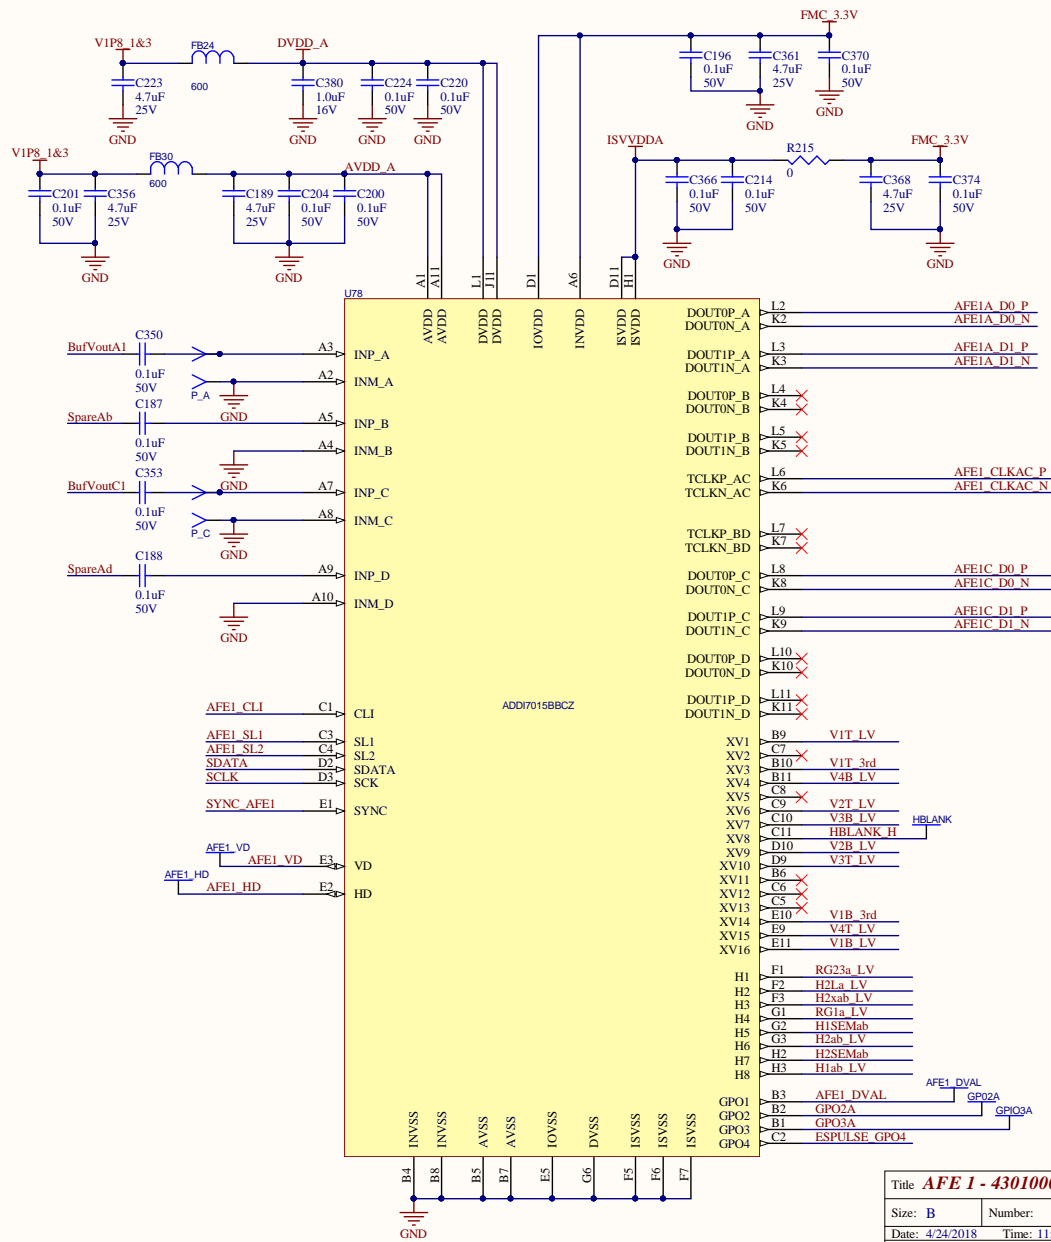 FMC_3.3V
V1P8_1&3
FB24
600
DVDD_A
C223
4.7uF
25V
GND
C380
1.0uF
16V
GND
C224
0.1uF
50V
GND
C220
0.1uF
50V
GND
C196
0.1uF
50V
C361
4.7uF
25V
GND
C370
0.1uF
50V
GND
V1P8_1&3
FB30
600
AVDD_A
C201
0.1uF
50V
C356
4.7uF
25V
GND
C189
4.7uF
25V
C204
0.1uF
50V
C200
0.1uF
50V
GND
ISVVDDA
R215
0
FMC_3.3V
C366
0.1uF
50V
C214
0.1uF
50V
GND
C368
4.7uF
25V
C374
0.1uF
50V
GND
U78
A1 AVDD
A11 AVDD
L1 DVDD
J11 DVDD
D1 IOVDD
A6 INVDD
D11 ISVDD
H1 ISVDD
BufVoutA1
C350
0.1uF
50V
A3 INP_A
P_A
A2 INM_A
GND
SpareAb
C187
0.1uF
50V
A5 INP_B
A4 INM_B
GND
BufVoutC1
C353
0.1uF
50V
A7 INP_C
P_C
A8 INM_C
GND
SpareAd
C188
0.1uF
50V
A9 INP_D
A10 INM_D
GND
AFE1_CLI C1 CLI
AFE1_SL1 C3 SL1
AFE1_SL2 C4 SL2
SDATA D2 SDATA
SCLK D3 SCK
SYNC_AFE1 E1 SYNC
AFE1_VD
AFE1_VD E3 VD
AFE1_HD
AFE1_HD E2 HD
ADDI7015BBCZ
DOUT0P_A L2 AFE1A_D0_P
DOUT0N_A K2 AFE1A_D0_N
DOUT1P_A L3 AFE1A_D1_P
DOUT1N_A K3 AFE1A_D1_N
DOUT0P_B L4
DOUT0N_B K4
DOUT1P_B L5
DOUT1N_B K5
TCLKP_AC L6 AFE1_CLKAC_P
TCLKN_AC K6 AFE1_CLKAC_N
TCLKP_BD L7
TCLKN_BD K7
DOUT0P_C L8 AFE1C_D0_P
DOUT0N_C K8 AFE1C_D0_N
DOUT1P_C L9 AFE1C_D1_P
DOUT1N_C K9 AFE1C_D1_N
DOUT0P_D L10
DOUT0N_D K10
DOUT1P_D L11
DOUT1N_D K11
XV1 B9 V1T_LV
XV2 C7
XV3 B10 V1T_3rd
XV4 B11 V4B_LV
XV5 C8
XV6 C9 V2T_LV
XV7 C10 V3B_LV
HBLANK
XV8 C11 HBLANK_H
XV9 D10 V2B_LV
XV10 D9 V3T_LV
XV11 B6
XV12 C6
XV13 C5
XV14 E10 V1B_3rd
XV15 E9 V4T_LV
XV16 E11 V1B_LV
H1 F1 RG23a_LV
H2 F2 H2La_LV
H3 F3 H2xab_LV
H4 G1 RG1a_LV
H5 G2 H1SEMab
H6 G3 H2ab_LV
H7 H2 H2SEMab
H8 H3 H1ab_LV
AFE1_DVAL
GPO1 B3 AFE1_DVAL
GP02A
GPO2 B2 GPO2A
GPIO3A
GPO3 B1 GPO3A
GPO4 C2 ESPULSE_GPO4
INVSS B4
INVSS B8
AVSS B5
AVSS B7
IOVSS E5
DVSS G6
ISVSS F5
ISVSS F6
ISVSS F7
GND
Title AFE 1 - 4301000
Size: B Number:
Date: 4/24/2018 Time: 11